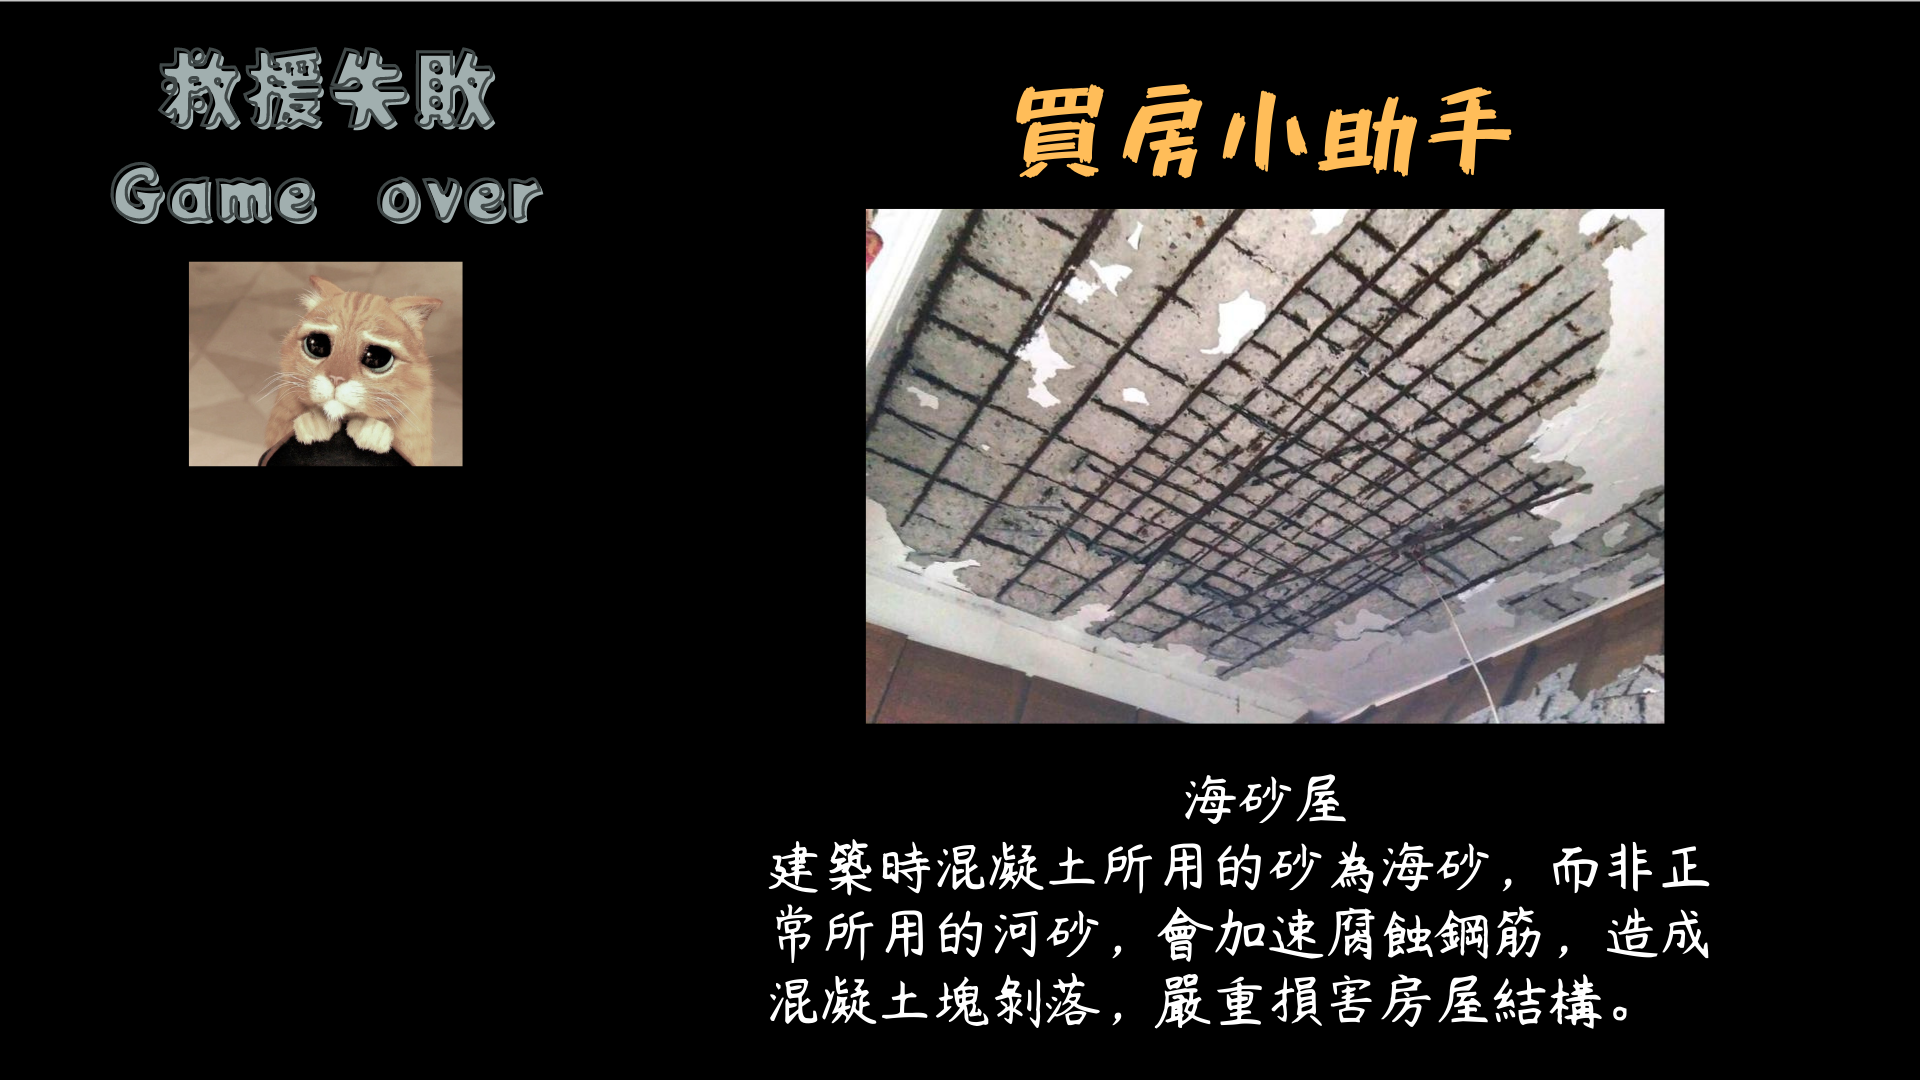 救援失敗
Game over
買房小助手
海砂屋
建築時混凝土所用的砂為海砂，而非正
常所用的河砂，會加速腐蝕鋼筋，造成
混凝土塊剝落，嚴重損害房屋結構。